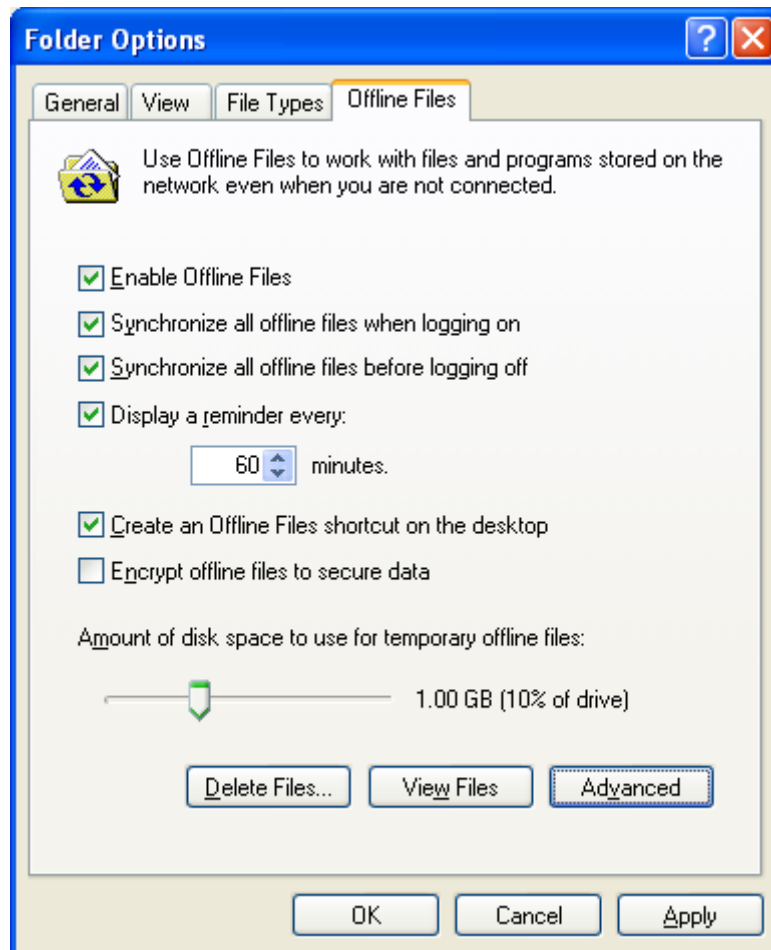 Folder Options
General View File Types Offline Files
Use Offline Files to work with files and programs stored on the
network even when you are not connected.
Enable Offline Files
Synchronize all offline files when logging on
Synchronize all offline files before logging off
Display a reminder every:
60 minutes.
Create an Offline Files shortcut on the desktop
Encrypt offline files to secure data
Amount of disk space to use for temporary offline files:
1.00 GB (10% of drive)
Delete Files... View Files Advanced
OK Cancel Apply